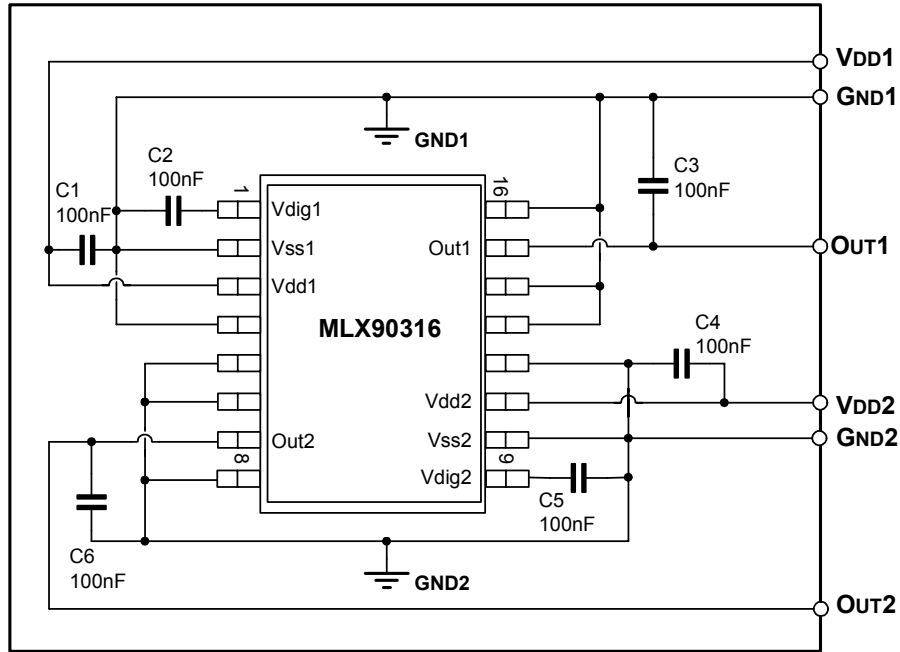 VDD1
GND1
GND1
C1
100nF
C2
100nF
C3
100nF
1
16
Vdig1
Vss1
Out1
OUT1
Vdd1
MLX90316
C4
100nF
Vdd2
VDD2
Out2
Vss2
GND2
8
9
Vdig2
C5
100nF
C6
100nF
GND2
OUT2